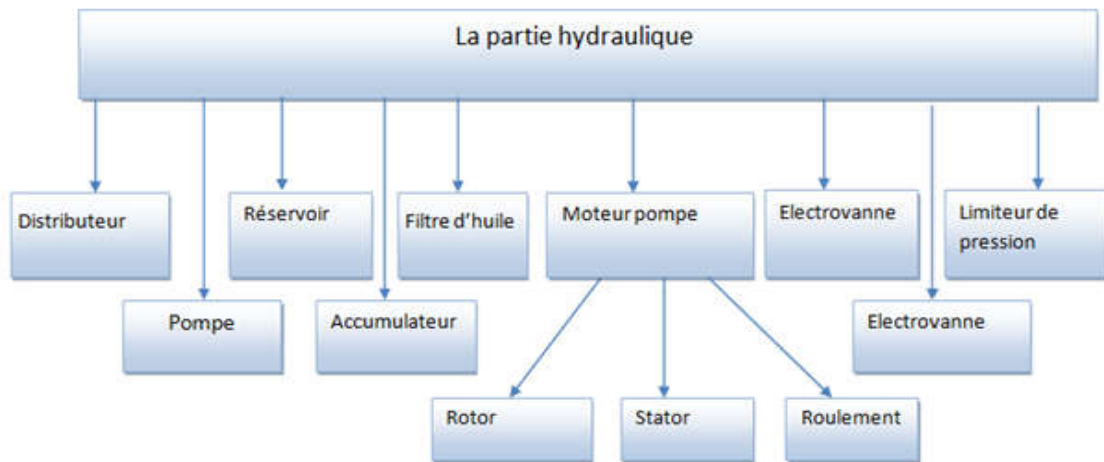 La partie hydraulique
Distributeur
Réservoir
Filtre d'huile
Moteur pompe
Electrovanne
Limiteur de
pression
Pompe
Accumulateur
Electrovanne
Rotor
Stator
Roulement